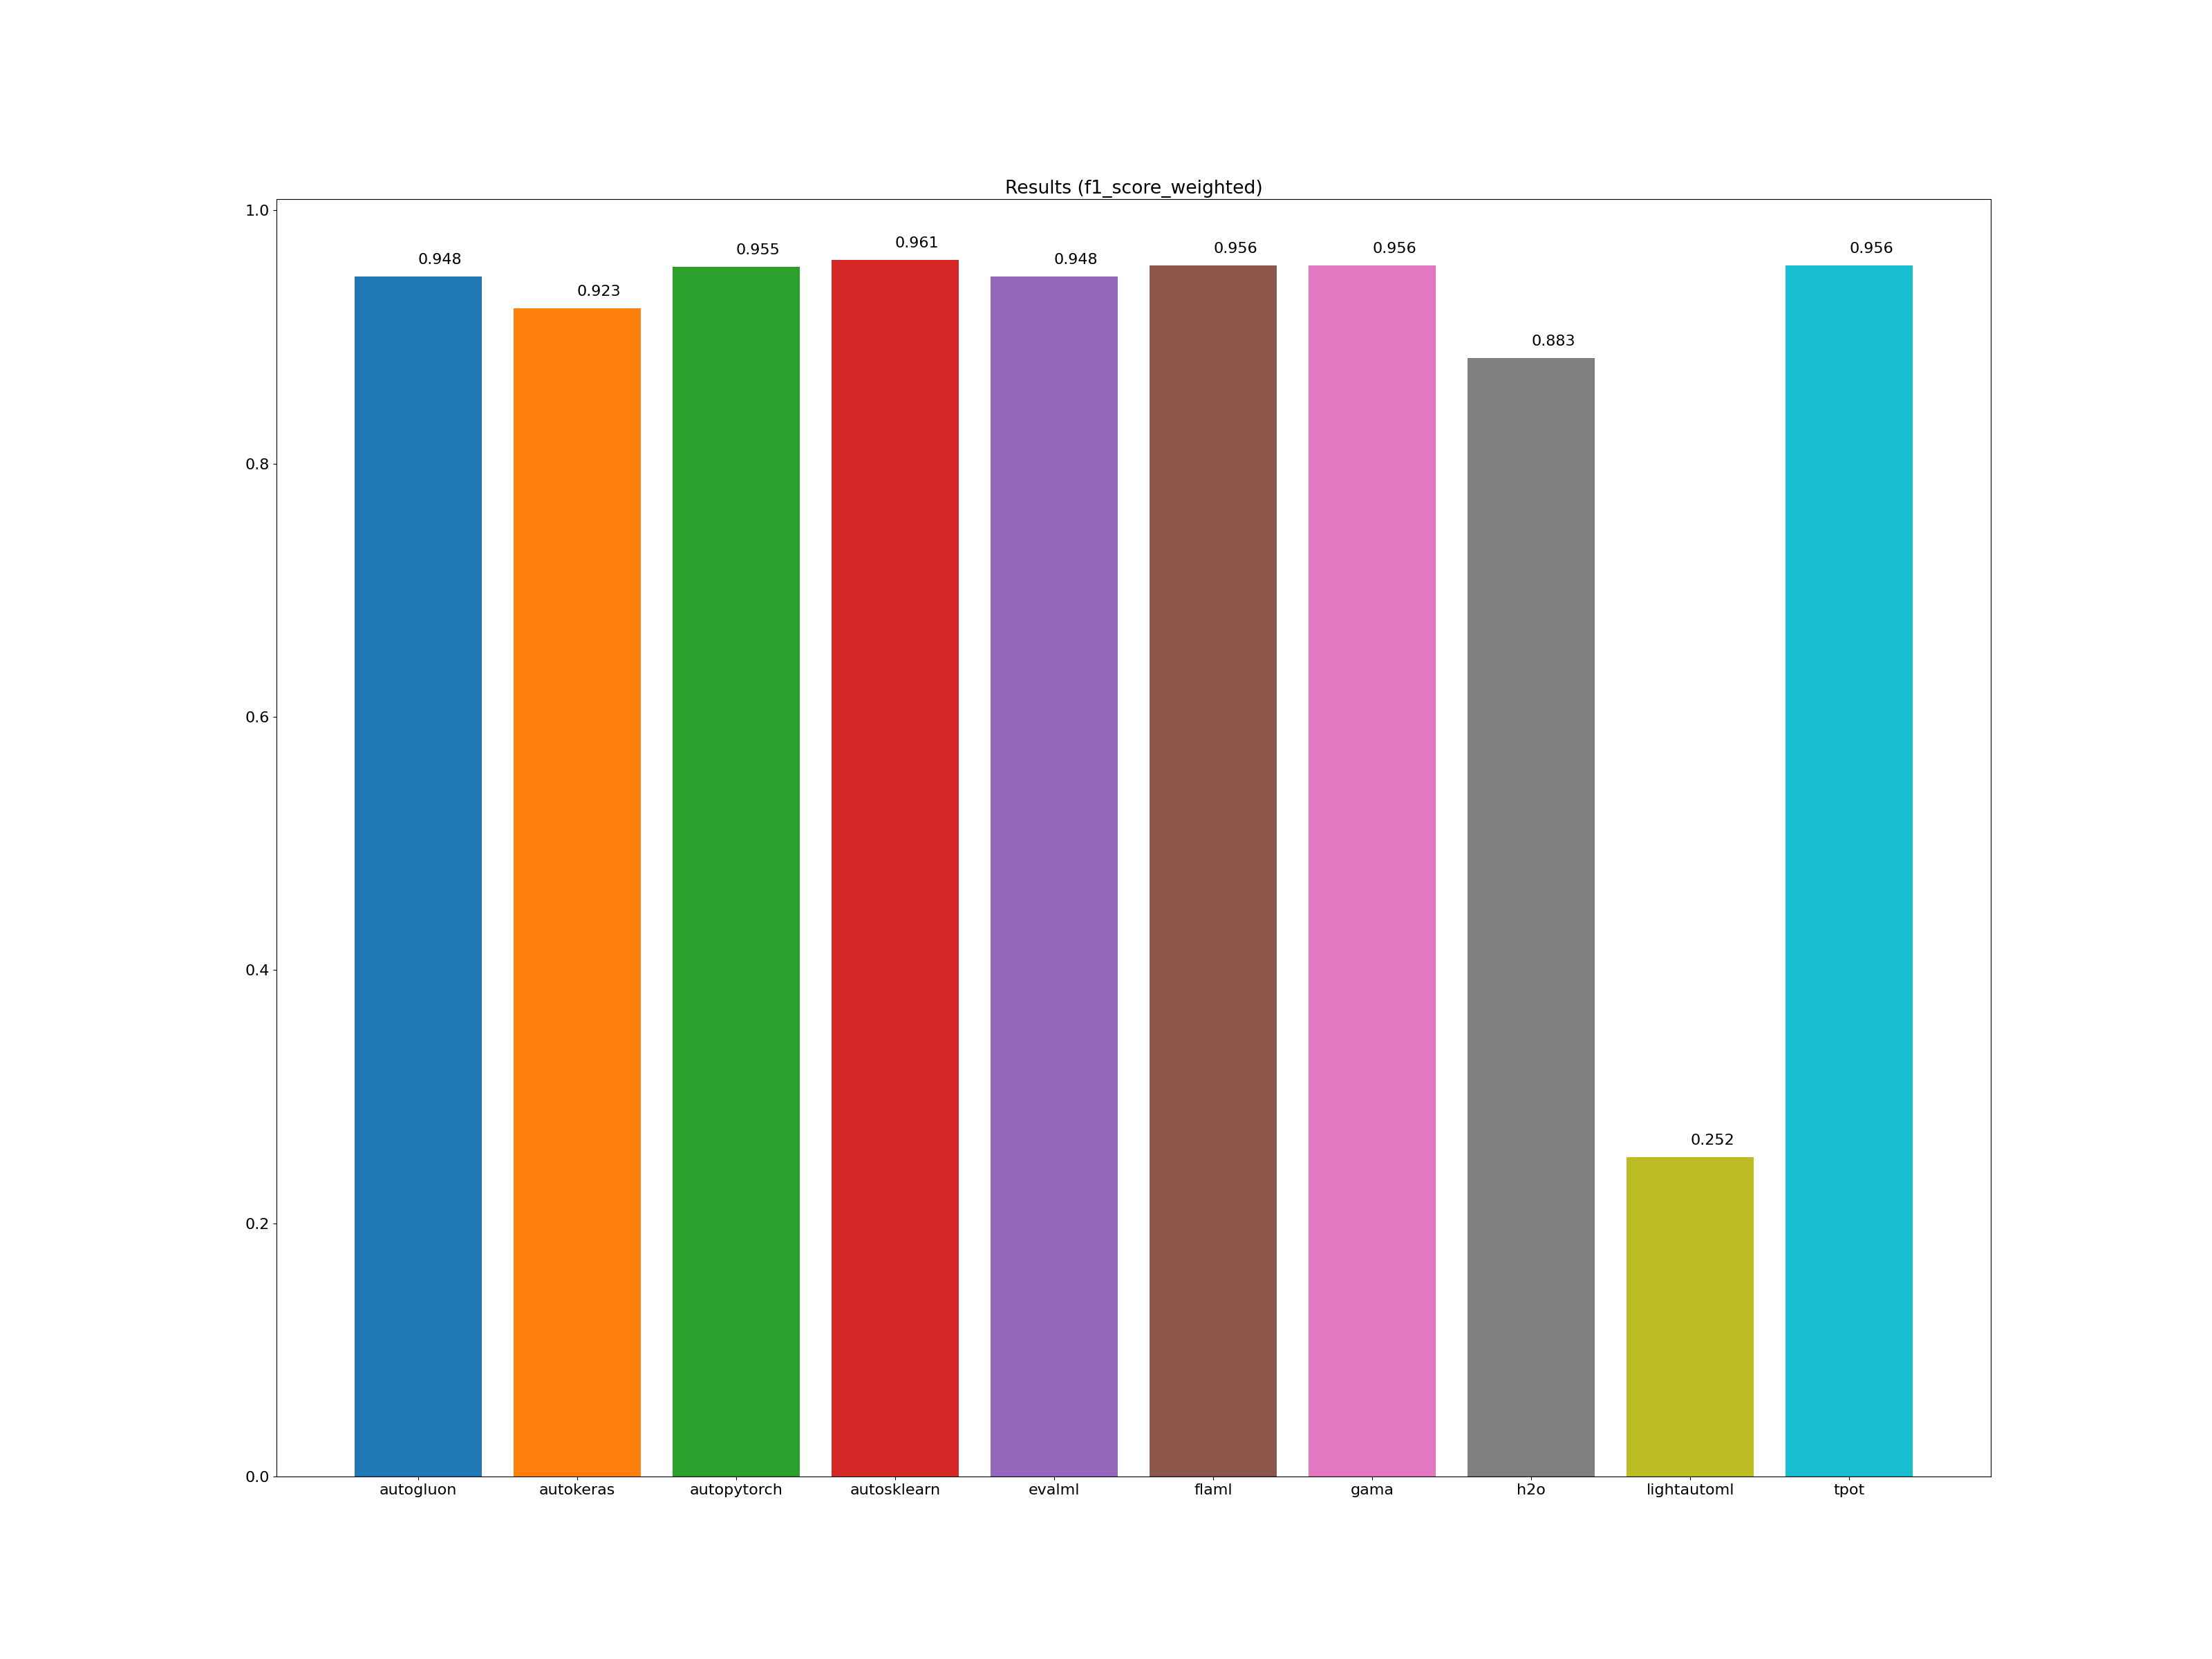 Results (f1_score_weighted)
1.0
0.8
0.6
0.4
0.2
0.0
0.948
0.923
0.955
0.961
0.948
0.956
0.956
0.883
0.252
0.956
autogluon
autokeras
autopytorch
autosklearn
evalml
flaml
gama
h2o
lightautoml
tpot